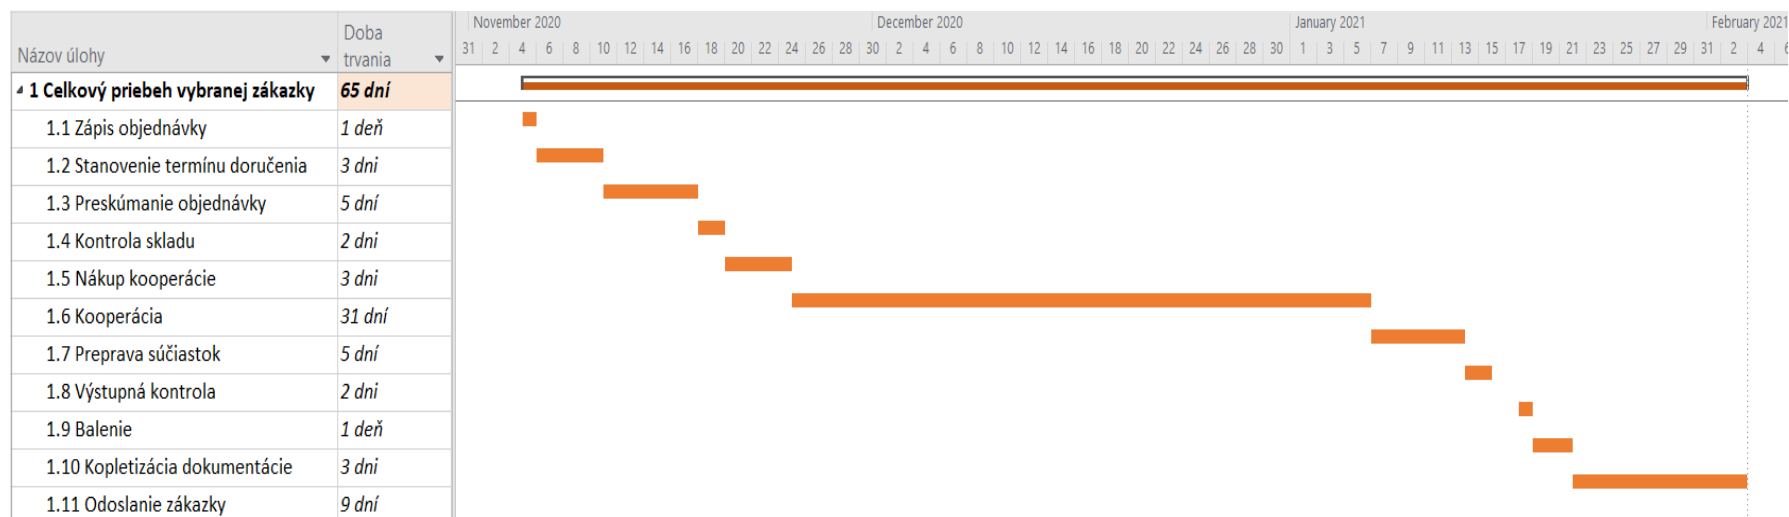 November 2020 December 2020 January 2021 February 2021
Názov úlohy Doba trvania 31 2 4 6 8 10 12 14 16 18 20 22 24 26 28 30 2 4 6 8 10 12 14 16 18 20 22 24 26 28 30 1 3 5 7 9 11 13 15 17 19 21 23 25 27 29 31 2 4 6
1 Celkový priebeh vybranej zákazky 65 dní
1.1 Zápis objednávky 1 deň
1.2 Stanovenie termínu doručenia 3 dni
1.3 Preskúmanie objednávky 5 dní
1.4 Kontrola skladu 2 dni
1.5 Nákup kooperácie 3 dni
1.6 Kooperácia 31 dní
1.7 Preprava súčiastok 5 dní
1.8 Výstupná kontrola 2 dni
1.9 Balenie 1 deň
1.10 Kopletizácia dokumentácie 3 dni
1.11 Odoslanie zákazky 9 dní